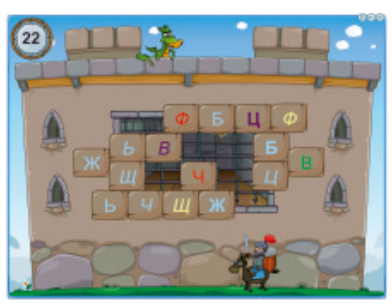 22
Ф Б Ц Ф
Ь В Б
Ж В
Щ Ч Ц
Ь Ч Щ Ж